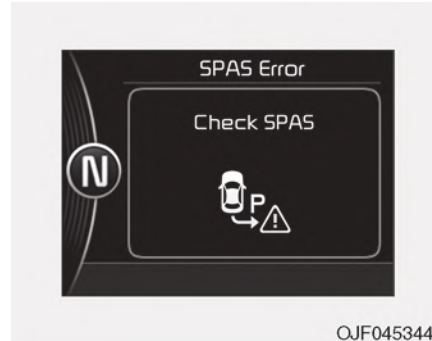 SPAS Error
Check SPAS
N
P
OJF045344